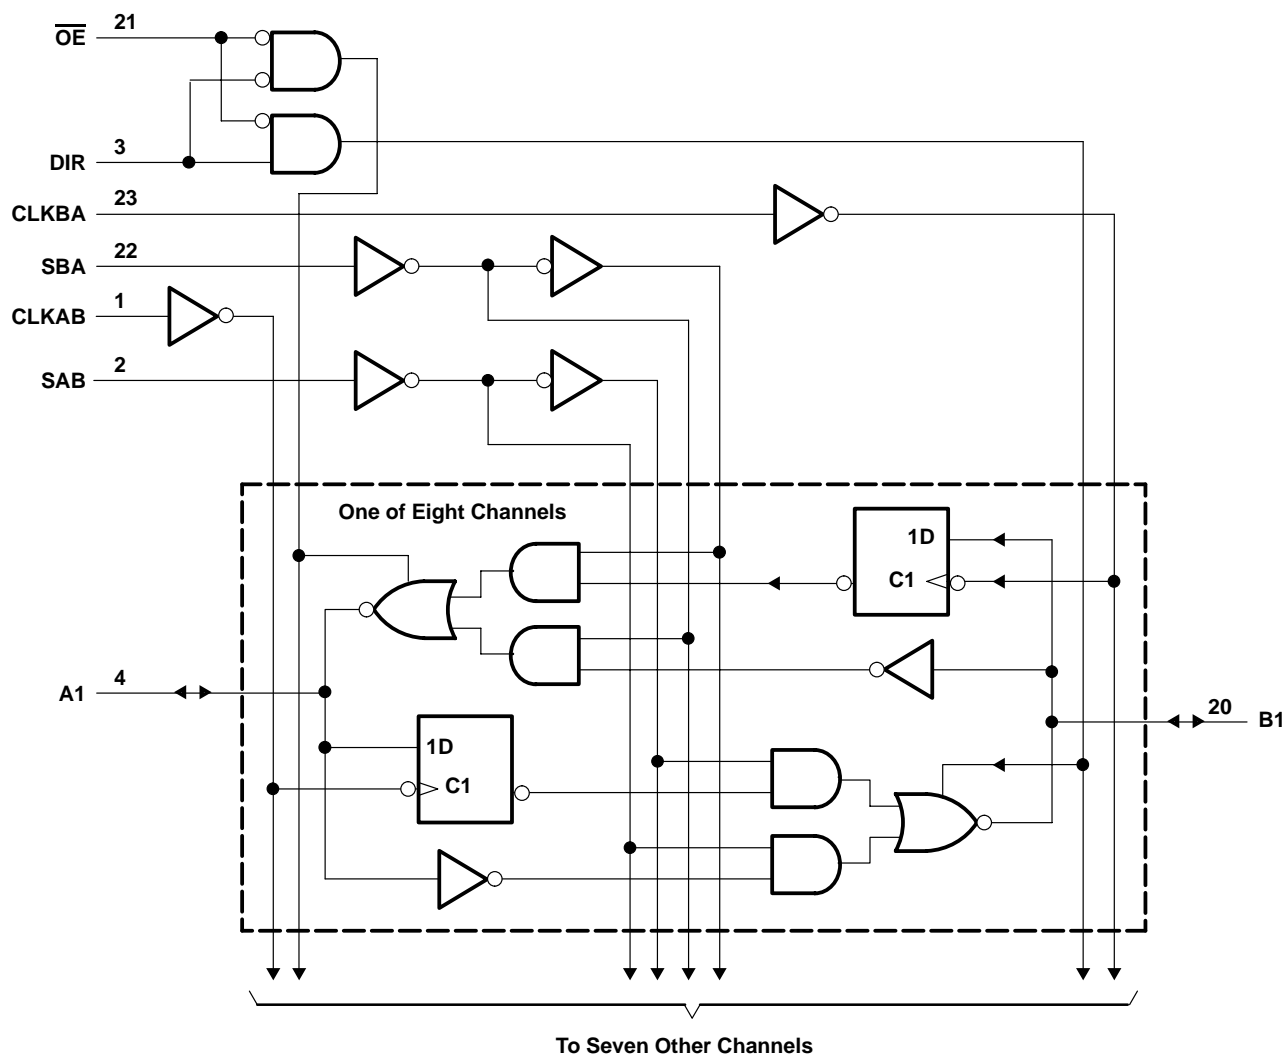 OE 21
DIR 3
CLKBA 23
SBA 22
CLKAB 1
SAB 2
One of Eight Channels
1D
C1
A1 4
20 B1
1D
C1
To Seven Other Channels